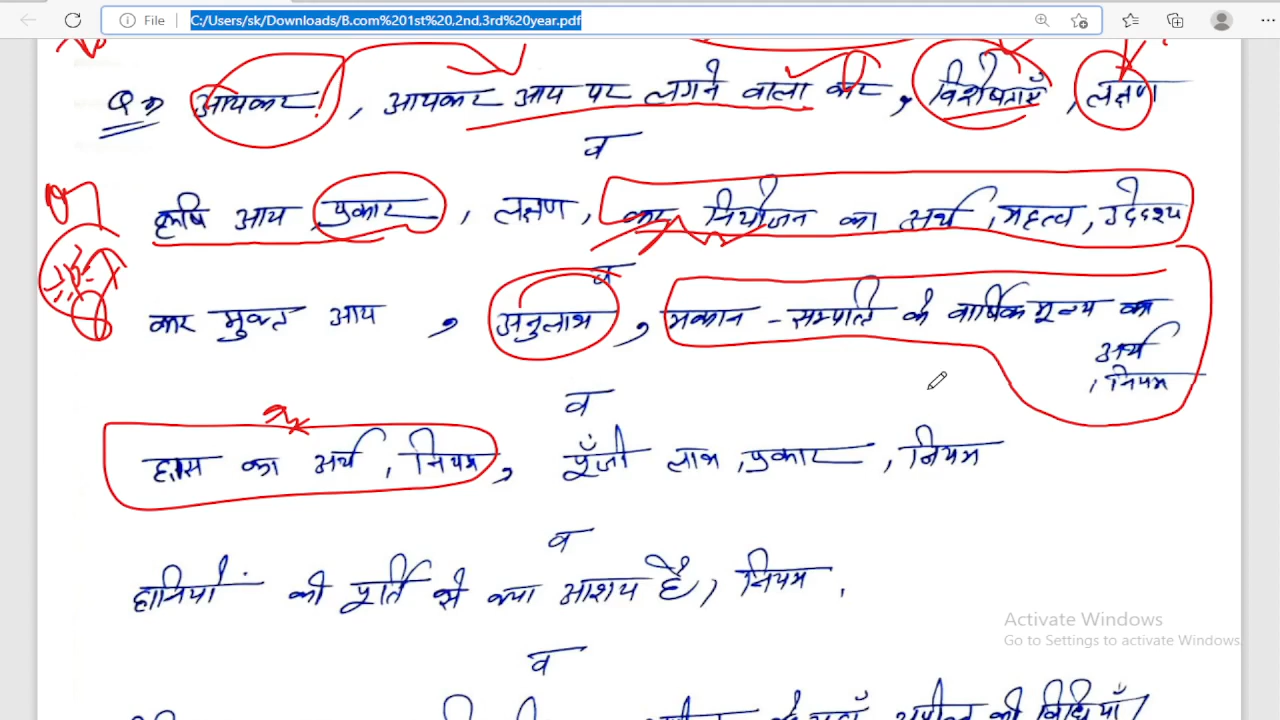 File C:/Users/sk/Downloads/B.com%201st%20,2nd,3rd%20year.pdf
Q⇒ आयकर, आयकर आय पर लगने वाला कर, विशेषताएँ, लक्षण
व
कृषि आय प्रकार, लक्षण, कर नियोजन का अर्थ, महत्व, उद्देश्य
व
कर मुक्त आय, अनुलाभ, मकान - सम्पत्ति के वार्षिक मूल्य का
अर्थ
, नियम
व
ह्रास का अर्थ, नियम, पूँजी लाभ, प्रकार, नियम
व
हानियों की पूर्ति से क्या आशय है, नियम,
व
की विधियाँ/
Activate Windows
Go to Settings to activate Windows.